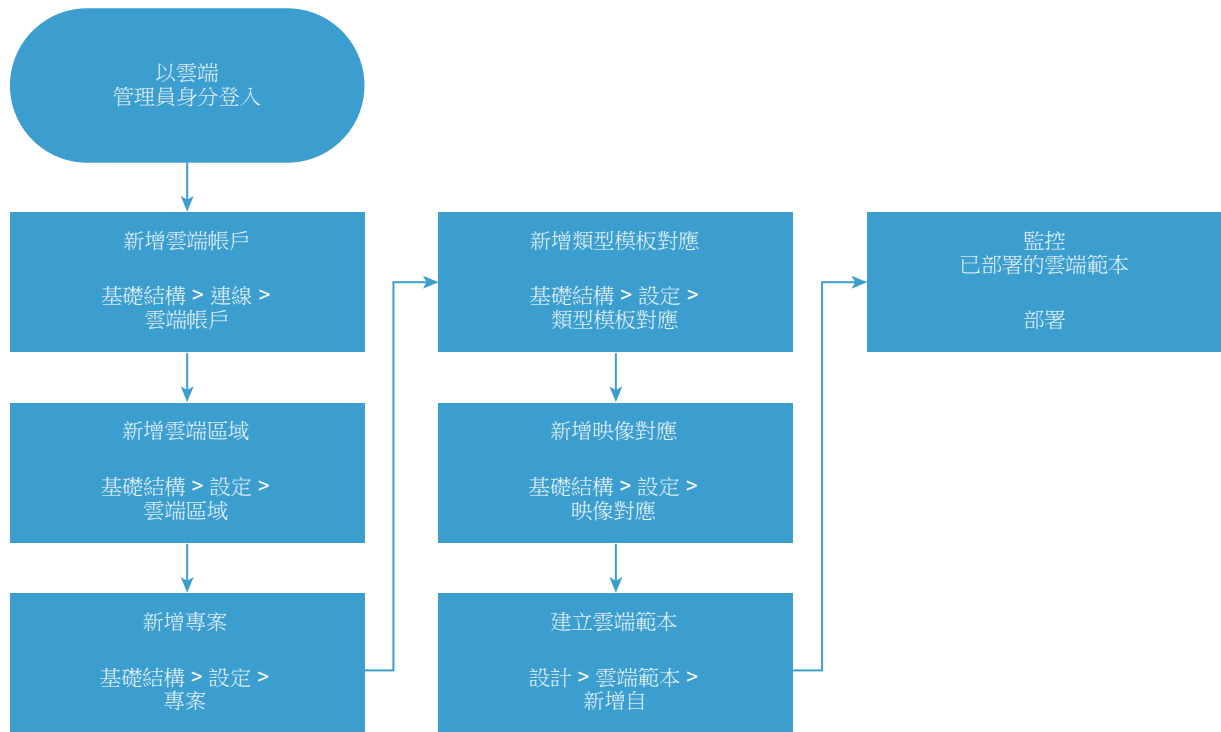 以雲端
管理員身分登入
新增雲端帳戶
基礎結構 > 連線 >
雲端帳戶
新增雲端區域
基礎結構 > 設定 >
雲端區域
新增專案
基礎結構 > 設定 >
專案
新增類型模板對應
基礎結構 > 設定 >
類型模板對應
新增映像對應
基礎結構 > 設定 >
映像對應
建立雲端範本
設計 > 雲端範本 >
新增自
監控
已部署的雲端範本
部署